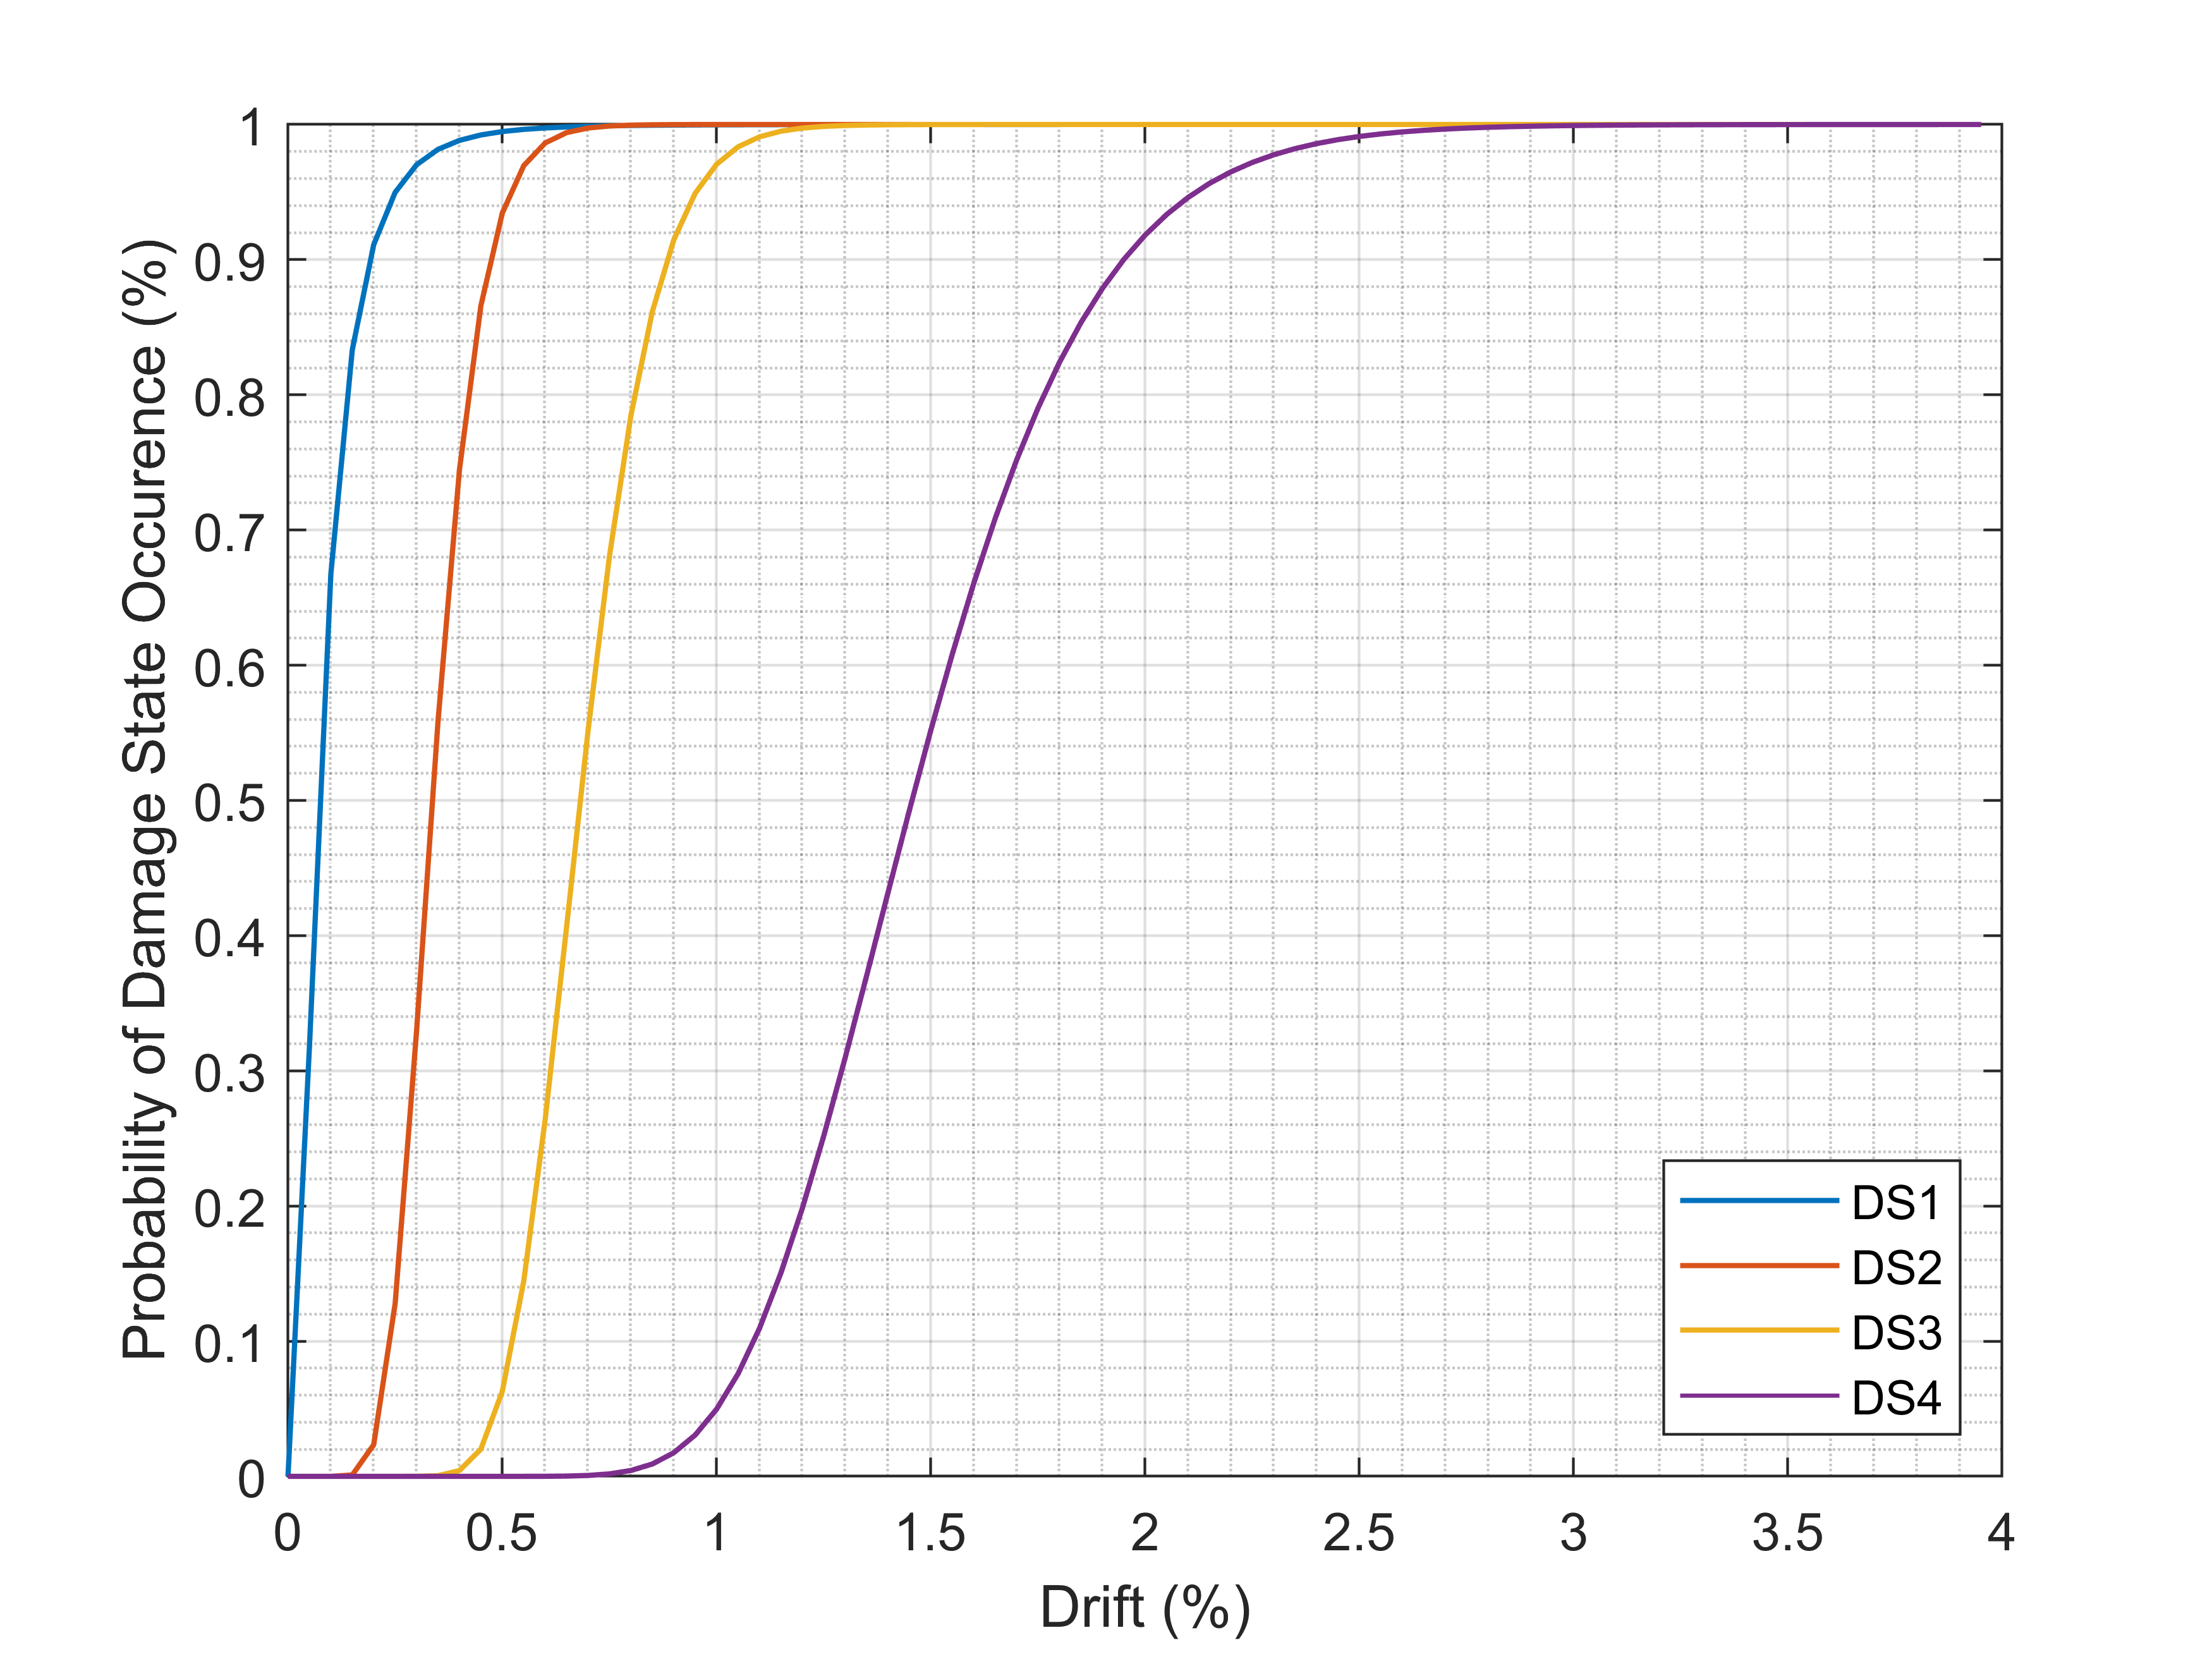 Probability of Damage State Occurrence (%)
1
0.9
0.8
0.7
0.6
0.5
0.4
0.3
0.2
0.1
0
DS1
DS2
DS3
DS4
0 0.5 1 1.5 2 2.5 3 3.5 4
Drift (%)